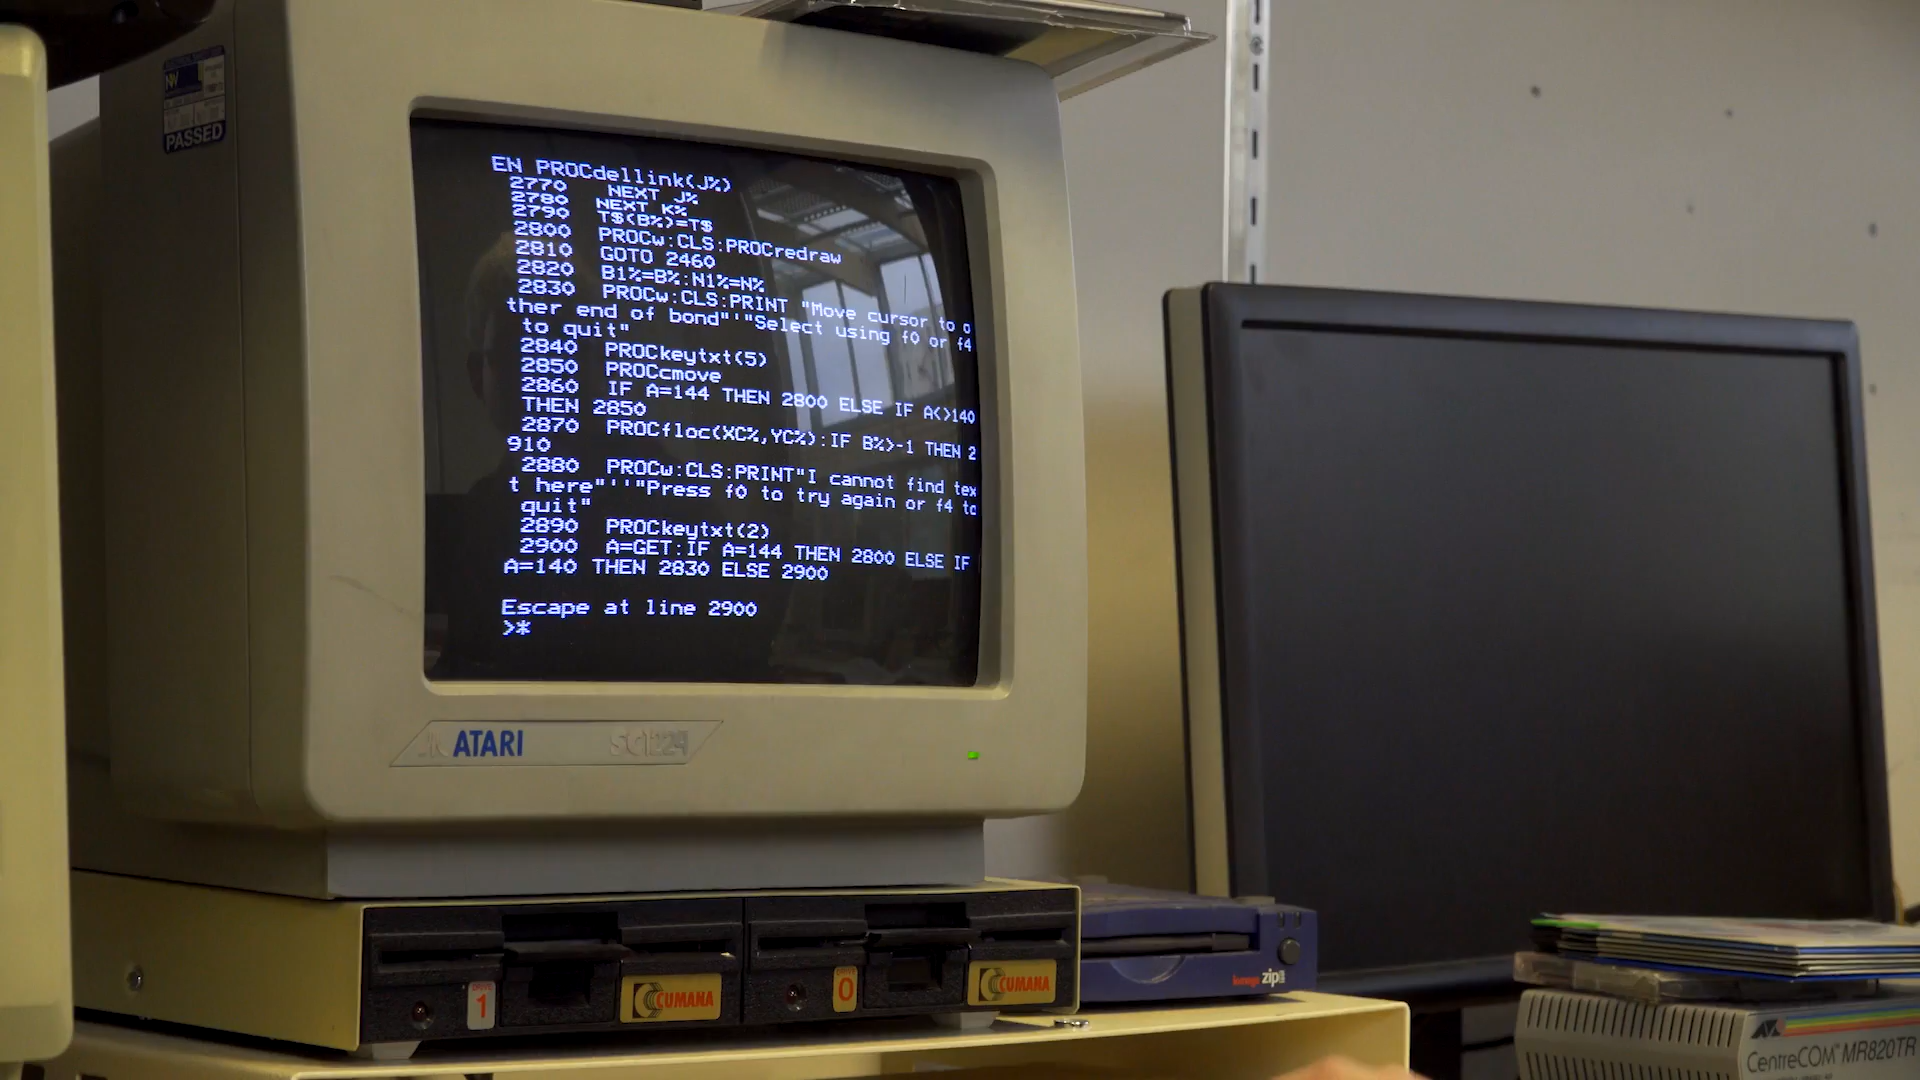 PASSED
EN PROCdellink(J%)
2770 NEXT J%
2780 NEXT K%
2790 T$(B%)=T$
2800 PROCw:CLS:PROCredraw
2810 GOTO 2460
2820 B1%=B%:N1%=N%
2830 PROCw:CLS:PRINT "Move cursor to o
ther end of bond"'"Select using f0 or f4
to quit"
2840 PROCkeytxt(5)
2850 PROCcmove
2860 IF A=144 THEN 2800 ELSE IF A<>140
THEN 2850
2870 PROCfloc(XC%,YC%):IF B%>-1 THEN 2
910
2880 PROCw:CLS:PRINT"I cannot find tex
t here"''"Press f0 to try again or f4 to
quit"
2890 PROCkeytxt(2)
2900 A=GET:IF A=144 THEN 2800 ELSE IF
A=140 THEN 2830 ELSE 2900
Escape at line 2900
>*
ATARI SC1224
DRIVE 1
CUMANA
DRIVE 0
CUMANA
iomega zip
CentreCOM™ MR820TR